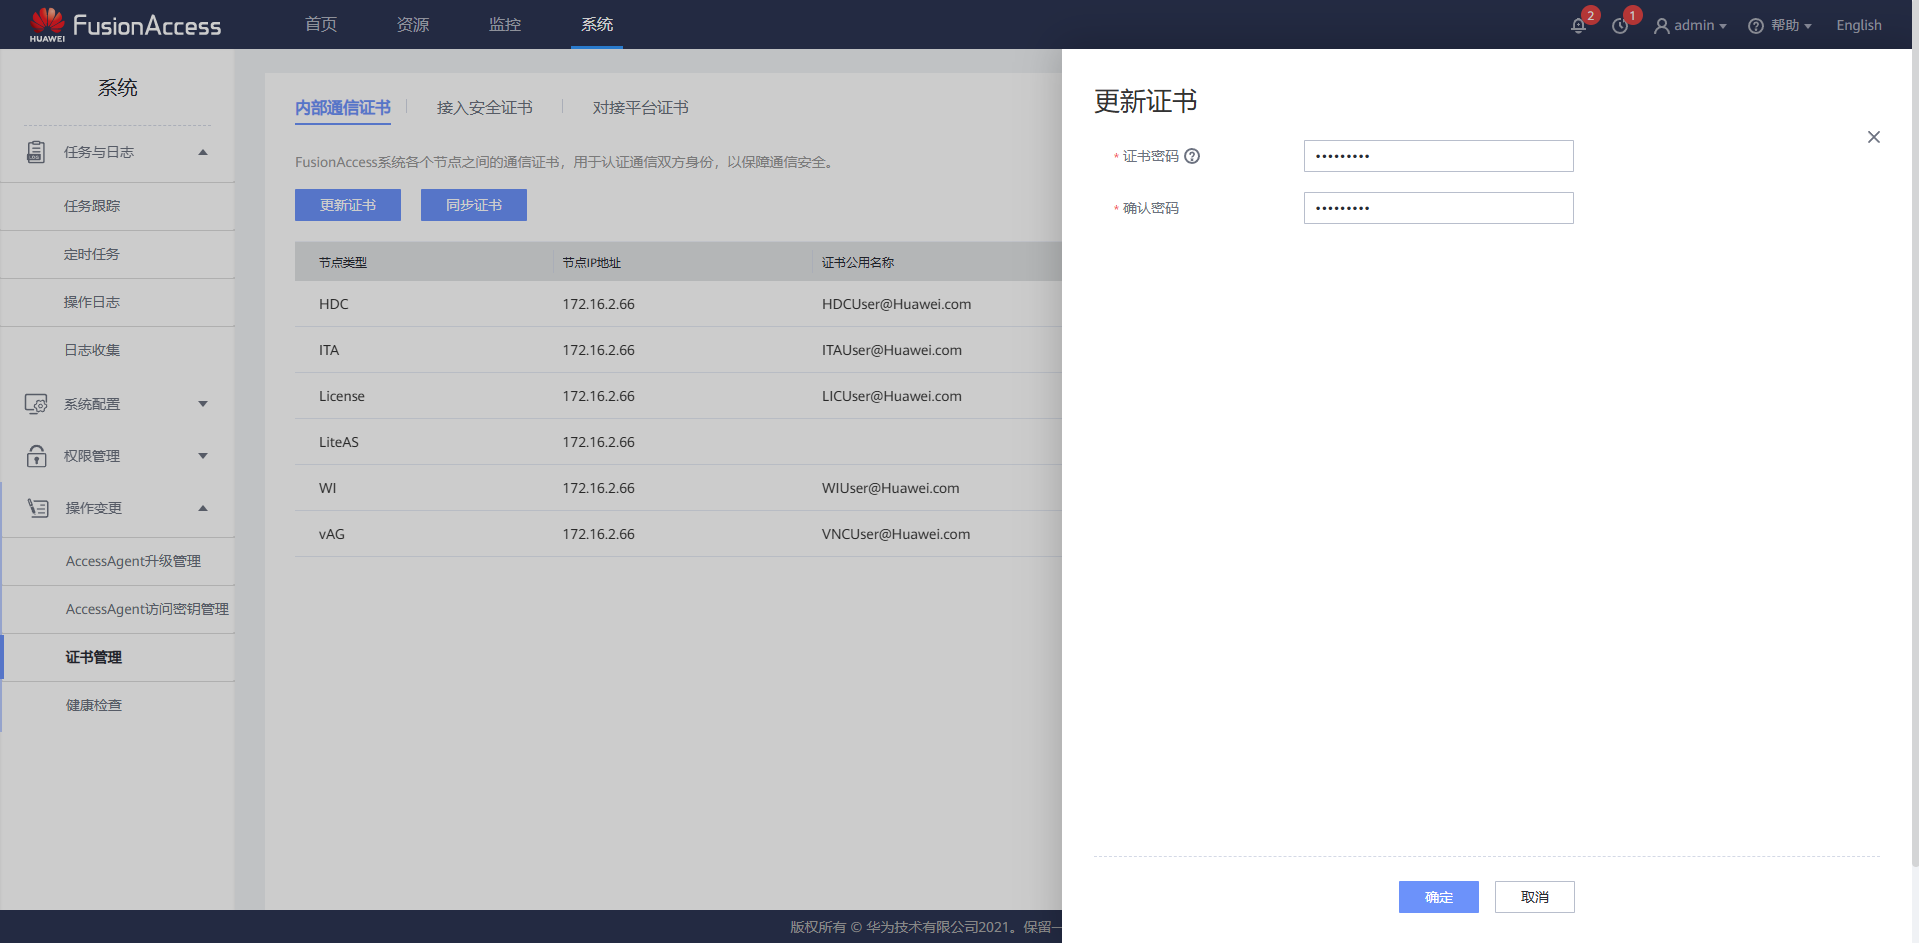 HUAWEI
FusionAccess
首页
资源
监控
系统
2
1
admin
帮助
English
系统
任务与日志
任务跟踪
定时任务
操作日志
日志收集
系统配置
权限管理
操作变更
AccessAgent升级管理
AccessAgent访问密钥管理
证书管理
健康检查
内部通信证书
接入安全证书
对接平台证书
FusionAccess系统各个节点之间的通信证书，用于认证通信双方身份，以保障通信安全。
更新证书
同步证书
节点类型 节点IP地址 证书公用名称
HDC 172.16.2.66 HDCUser@Huawei.com
ITA 172.16.2.66 ITAUser@Huawei.com
License 172.16.2.66 LICUser@Huawei.com
LiteAS 172.16.2.66
WI 172.16.2.66 WIUser@Huawei.com
vAG 172.16.2.66 VNCUser@Huawei.com
版权所有 © 华为技术有限公司2021。保留一
更新证书
* 证书密码 ?
•••••••••
* 确认密码
•••••••••
确定
取消